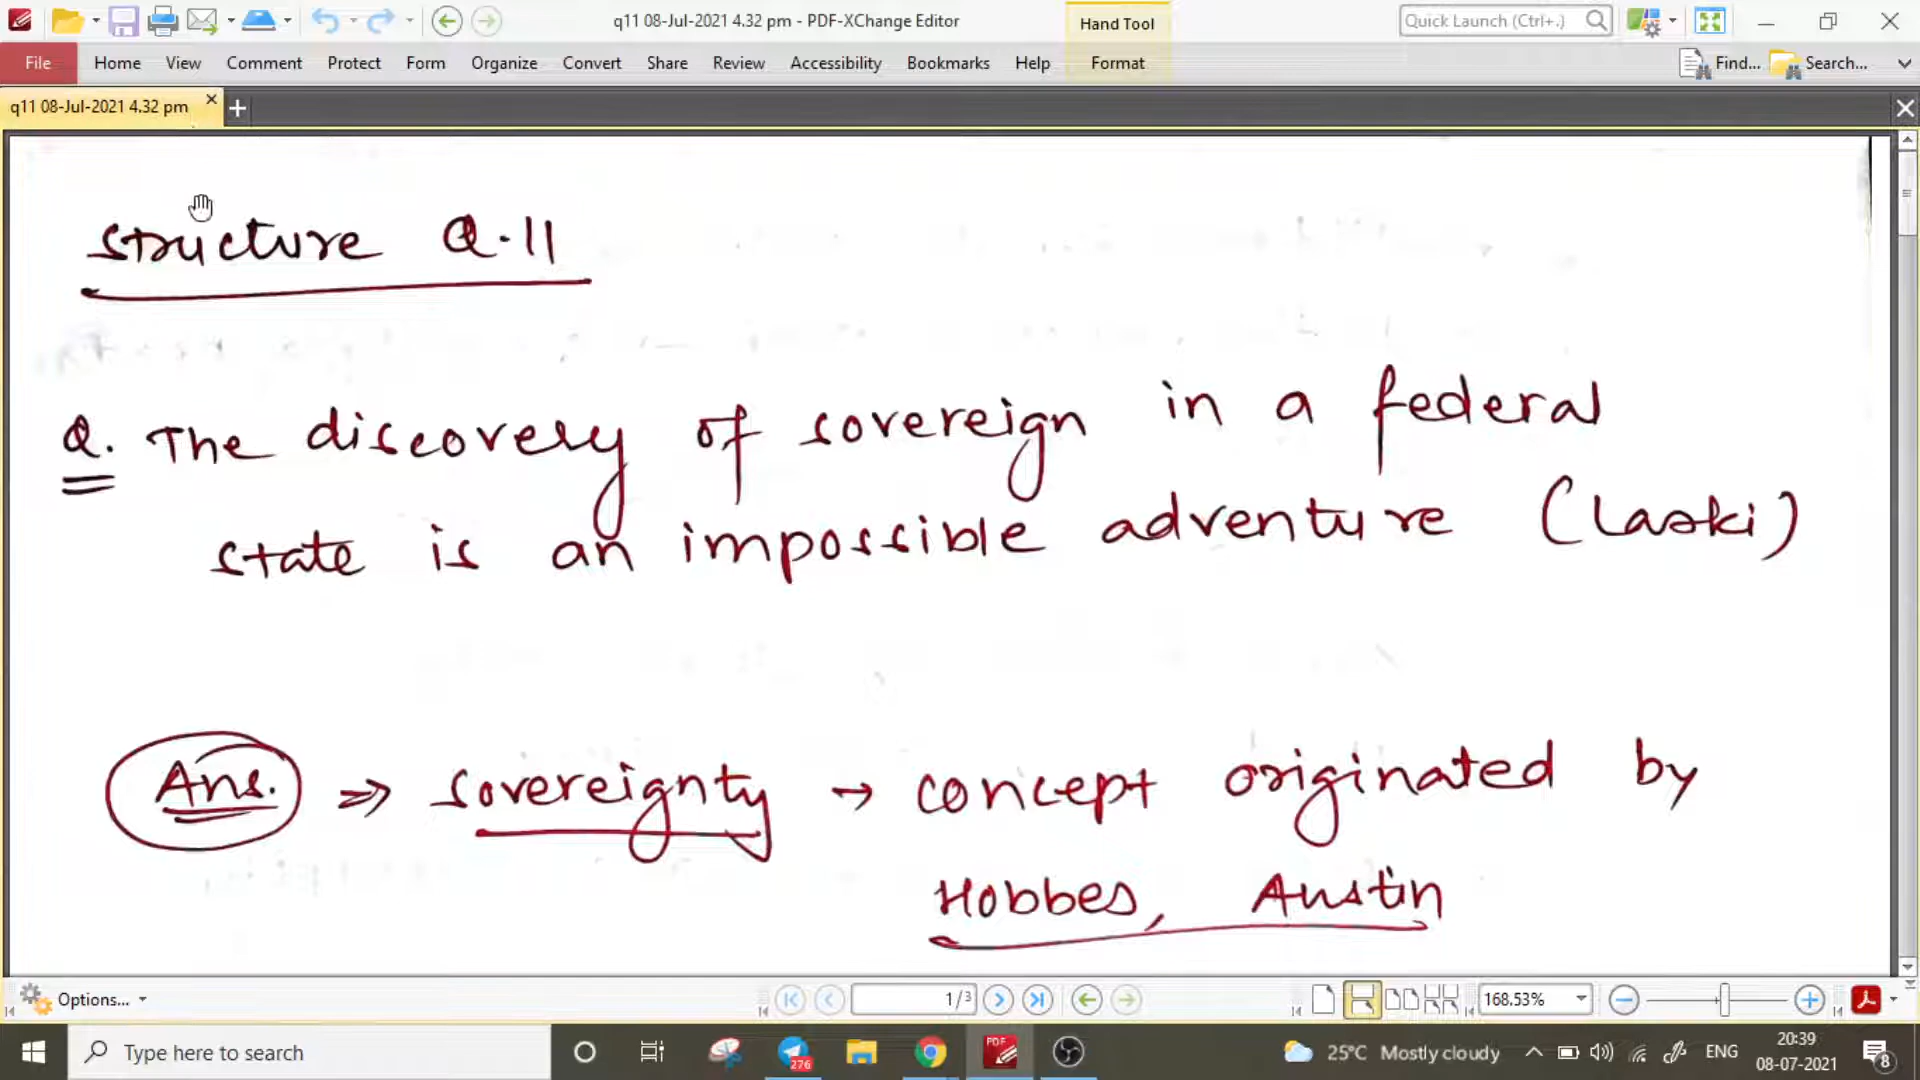 q11 08-Jul-2021 4.32 pm - PDF-XChange Editor
Hand Tool
Quick Launch (Ctrl+.)
File Home View Comment Protect Form Organize Convert Share Review Accessibility Bookmarks Help Format Find... Search...
q11 08-Jul-2021 4.32 pm
Structure Q.11
Q. The discovery of sovereign in a federal
state is an impossible adventure (Laski)
Ans. ⇒ Sovereignty → concept originated by
Hobbes, Austin
Options... 1/3 168.53%
Type here to search 276 PDF 25°C Mostly cloudy ENG 20:39
08-07-2021 8